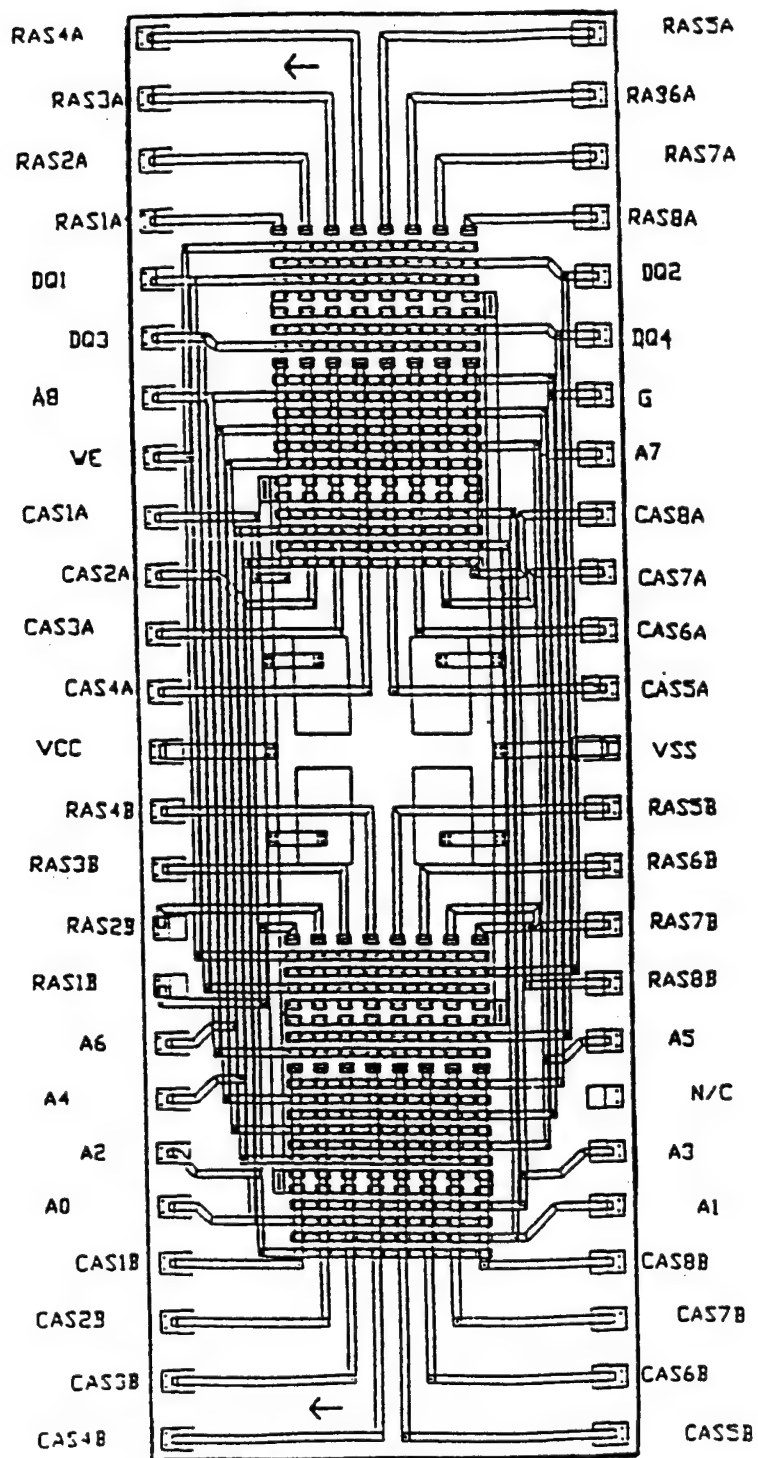 RAS4A RAS5A
RAS3A RAS6A
RAS2A RAS7A
RAS1A RAS8A
DQ1 DQ2
DQ3 DQ4
A8 G
WE A7
CAS1A CAS8A
CAS2A CAS7A
CAS3A CAS6A
CAS4A CAS5A
VCC VSS
RAS4B RAS5B
RAS3B RAS6B
RAS2B RAS7B
RAS1B RAS8B
A6 A5
A4 N/C
A2 A3
A0 A1
CAS1B CAS8B
CAS2B CAS7B
CAS3B CAS6B
CAS4B CAS5B